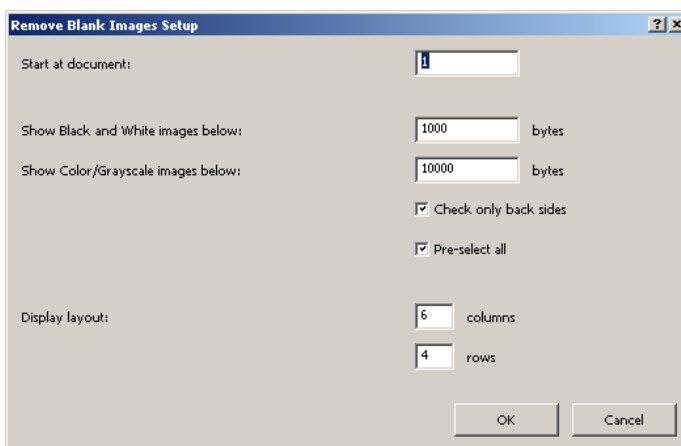 Remove Blank Images Setup
Start at document: 1
Show Black and White images below: 1000 bytes
Show Color/Grayscale images below: 10000 bytes
Check only back sides
Pre-select all
Display layout: 6 columns
4 rows
OK Cancel